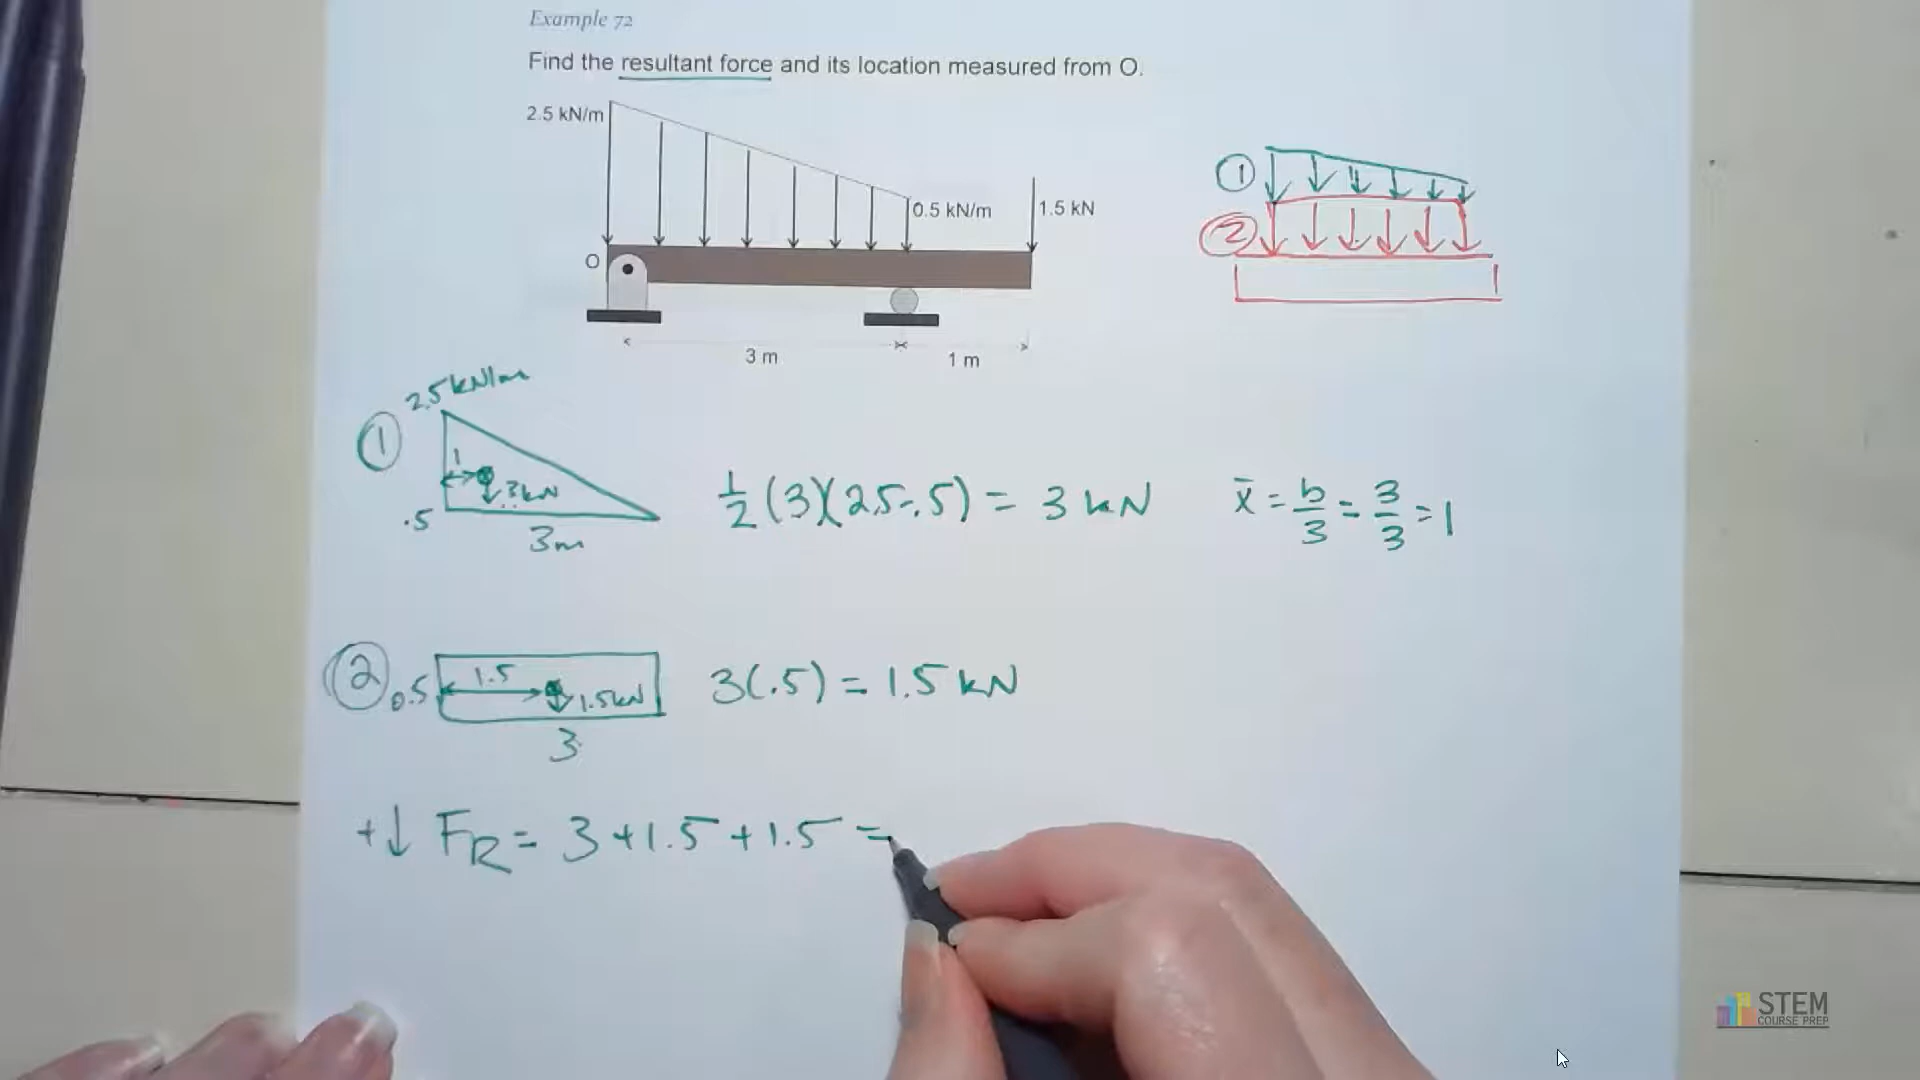 Example 72
Find the resultant force and its location measured from O.
2.5 kN/m
0.5 kN/m
1.5 kN
O
3 m
1 m
①
②
①
2.5 kN/m
1
3kN
.5
3m
1/2 (3)(2.5-.5) = 3 kN
x̄ = b/3 = 3/3 = 1
②
0.5
1.5
1.5kN
3
3(.5) = 1.5 kN
+↓ FR = 3 + 1.5 + 1.5 =
STEM
COURSE PREP